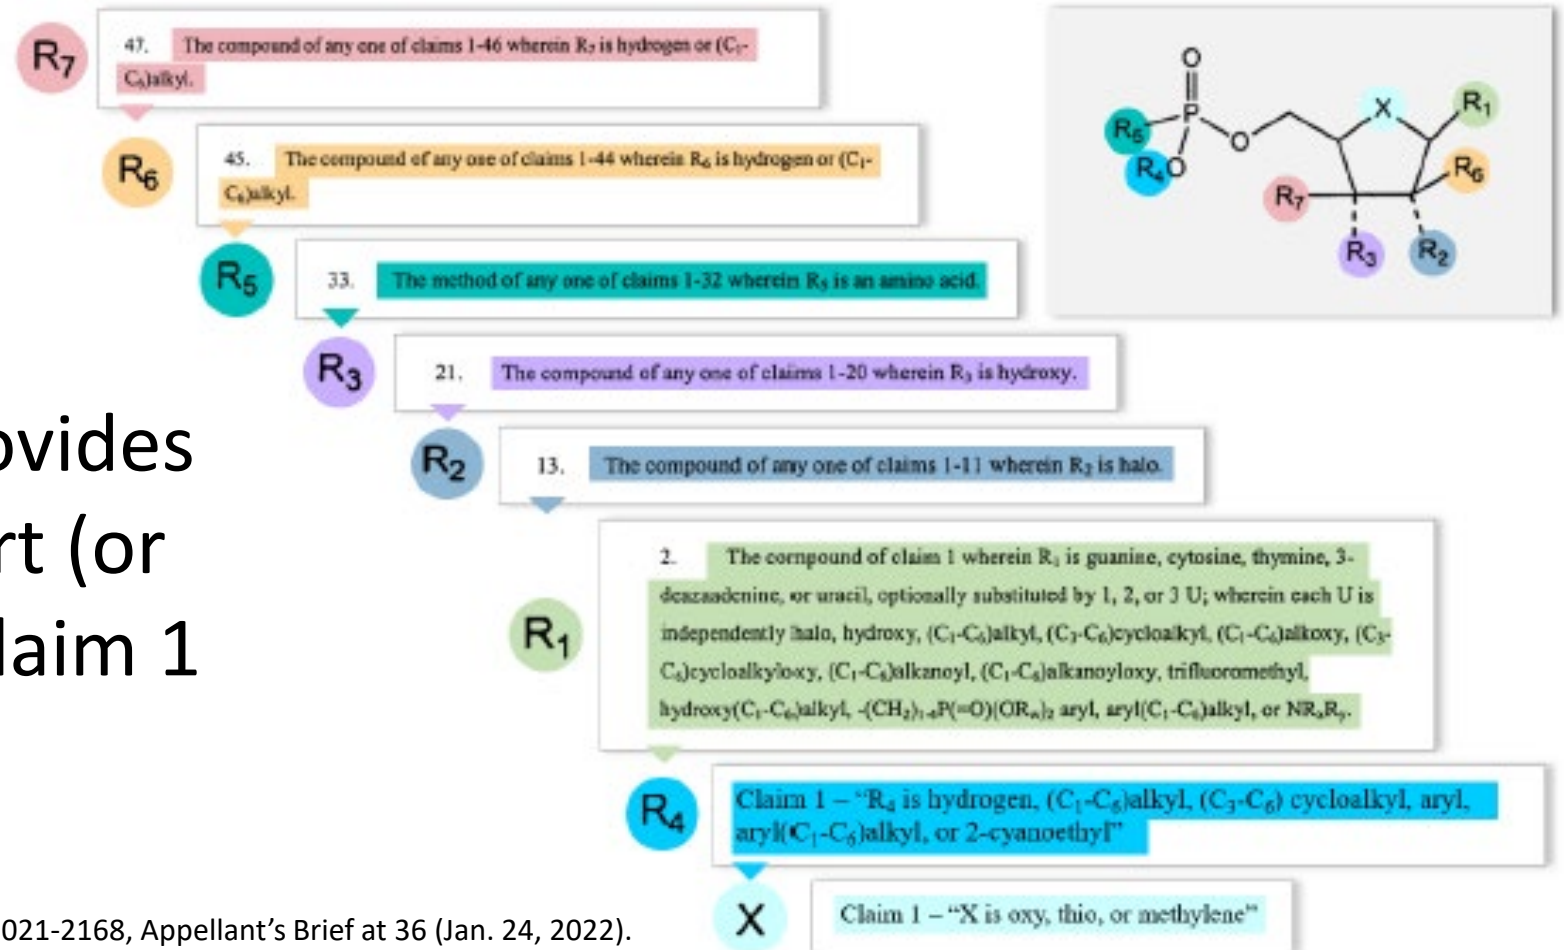 R₇
47. The compound of any one of claims 1-46 wherein R₇ is hydrogen or (C₁-
C₆)alkyl.
R₆
45. The compound of any one of claims 1-44 wherein R₆ is hydrogen or (C₁-
C₆)alkyl.
R₅
33. The method of any one of claims 1-32 wherein R₅ is an amino acid.
R₃
21. The compound of any one of claims 1-20 wherein R₃ is hydroxy.
R₂
13. The compound of any one of claims 1-11 wherein R₂ is halo.
R₁
2. The compound of claim 1 wherein R₁ is guanine, cytosine, thymine, 3-
deazaadenine, or uracil, optionally substituted by 1, 2, or 3 U; wherein each U is
independently halo, hydroxy, (C₁-C₆)alkyl, (C₃-C₆)cycloalkyl, (C₁-C₆)alkoxy, (C₃-
C₆)cycloalkyloxy, (C₁-C₆)alkanoyl, (C₁-C₆)alkanoyloxy, trifluoromethyl,
hydroxy(C₁-C₆)alkyl, -(CH₂)₁₋₄P(=O)(ORw)₂ aryl, aryl(C₁-C₆)alkyl, or NRₓRy.
R₄
Claim 1 – “R₄ is hydrogen, (C₁-C₆)alkyl, (C₃-C₆) cycloalkyl, aryl,
aryl(C₁-C₆)alkyl, or 2-cyanoethyl”
X
Claim 1 – “X is oxy, thio, or methylene”
O
P
R₅
R₄O
O
X
R₁
R₆
R₇
R₃
R₂
ovides
rt (or
laim 1
021-2168, Appellant’s Brief at 36 (Jan. 24, 2022).